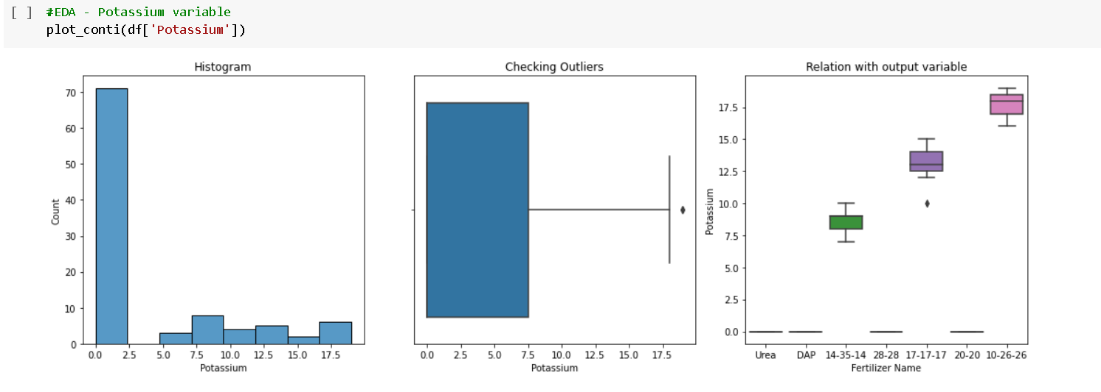 [ ] #EDA - Potassium variable
plot_conti(df['Potassium'])
Histogram
70
60
50
40
30
20
10
0
Count
0.0 2.5 5.0 7.5 10.0 12.5 15.0 17.5
Potassium
Checking Outliers
0.0 2.5 5.0 7.5 10.0 12.5 15.0 17.5
Potassium
Relation with output variable
17.5
15.0
12.5
10.0
7.5
5.0
2.5
0.0
Potassium
Urea DAP 14-35-14 28-28 17-17-17 20-20 10-26-26
Fertilizer Name